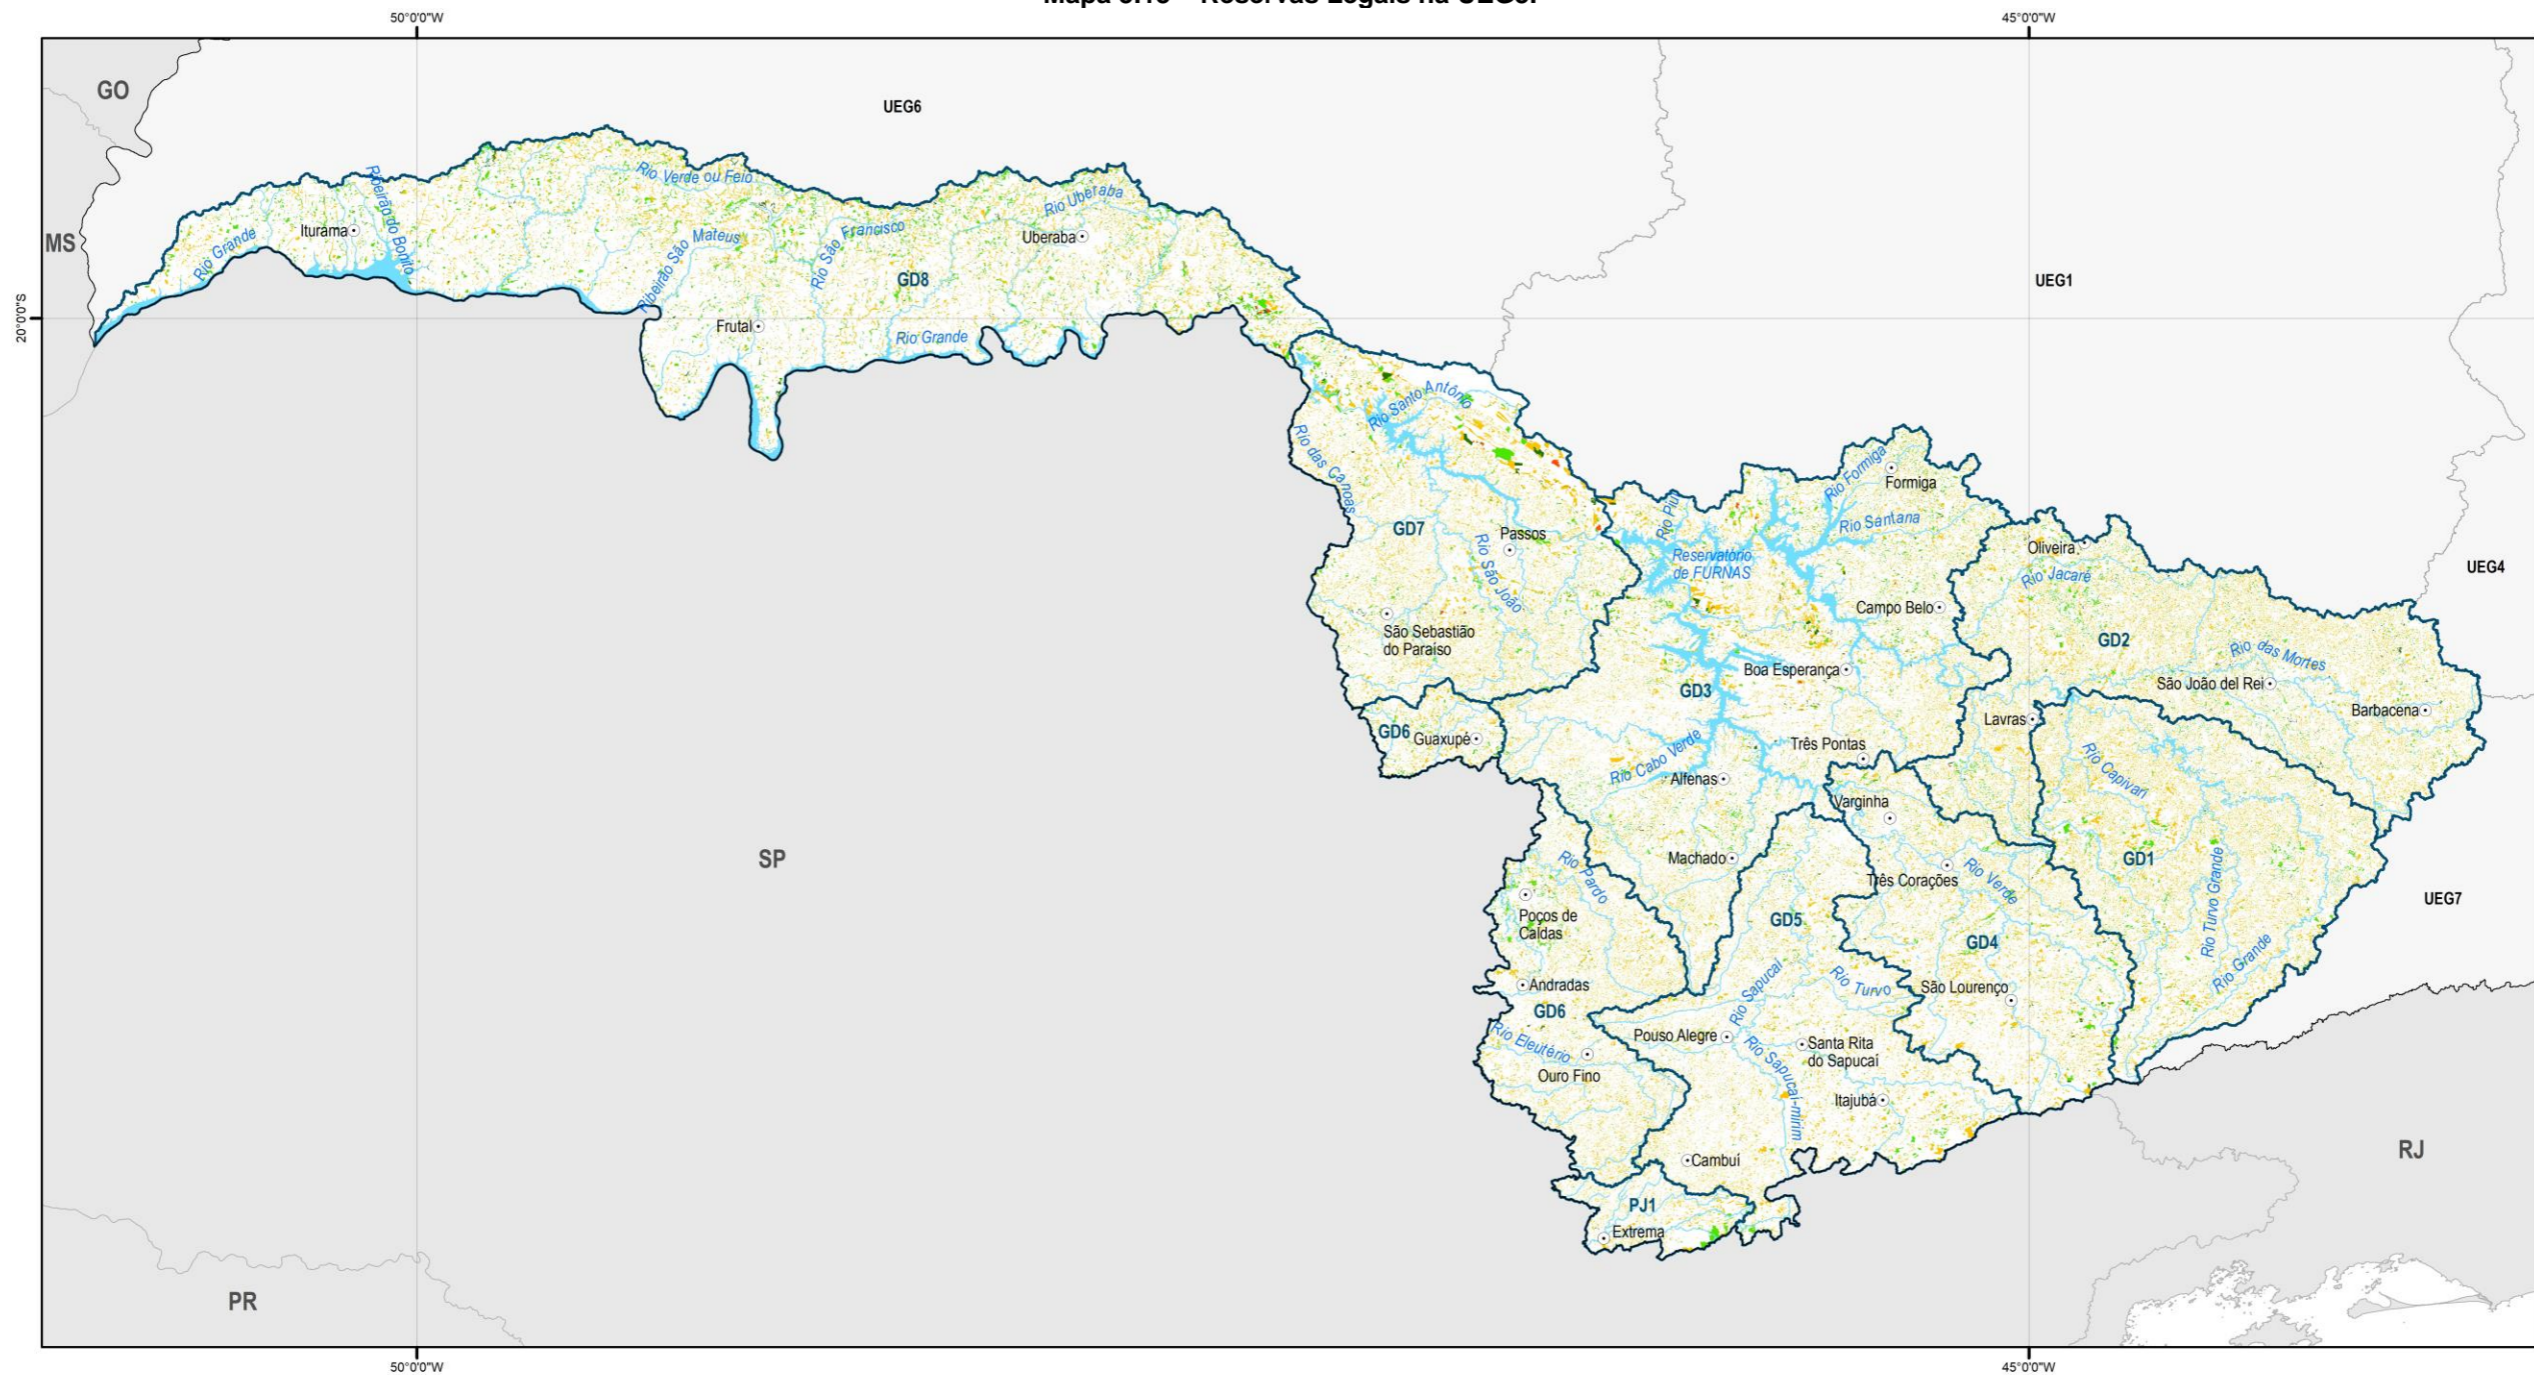 50°0'0"W
45°0'0"W
GO
UEG6
Rio Verde ou Feio
Ribeirão do Bonito
Rio Uberaba
Iturama
MS
Rio Grande
Ribeirão São Mateus
Rio São Francisco
Uberaba
GD8
UEG1
20°0'0"S
Frutal
Rio Grande
Rio Santo Antônio
Rio das Canoas
Rio Formiga
Formiga
Rio Piuí
Rio Santana
GD7
Passos
Rio São João
Reservatório
de FURNAS
Oliveira
Rio Jacaré
UEG4
Campo Belo
São Sebastião
do Paraíso
GD2
Rio das Mortes
Boa Esperança
São João del Rei
GD3
Barbacena
Lavras
GD6
Guaxupé
Três Pontas
Rio Cabo Verde
Alfenas
Rio Capivari
Varginha
SP
Machado
Rio Pardo
Três Corações
Rio Verde
GD1
Rio Turvo Grande
UEG7
Poços de
Caldas
GD5
GD4
Rio Grande
Andradas
Rio Sapucaí
Rio Turvo
São Lourenço
GD6
Rio Eleutério
Pouso Alegre
Santa Rita
do Sapucaí
Ouro Fino
Rio Sapucaí-mirim
Itajubá
Cambuí
RJ
PJ1
Extrema
PR
50°0'0"W
45°0'0"W